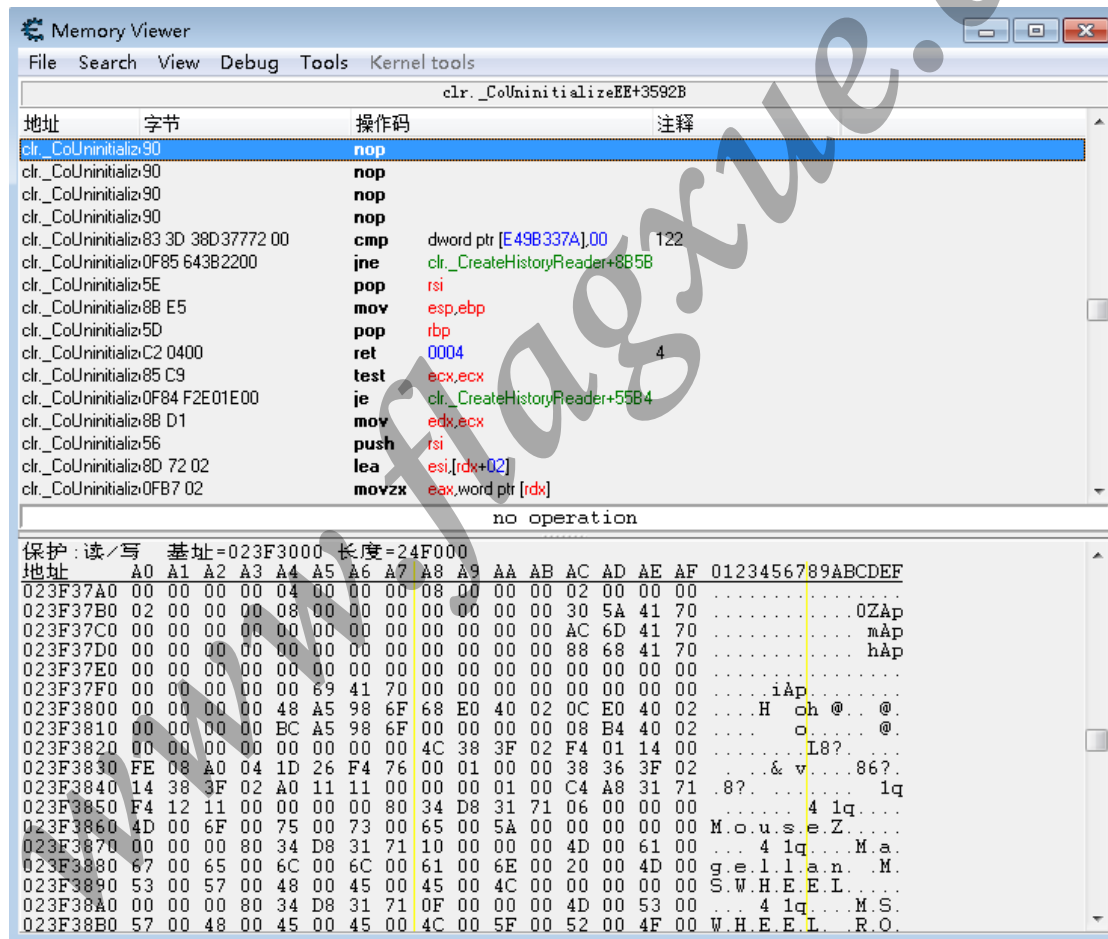 Memory Viewer
File Search View Debug Tools Kernel tools
clr._CoUninitializeEE+3592B
地址 字节 操作码 注释
clr._CoUninitializ 90 nop
clr._CoUninitializ 90 nop
clr._CoUninitializ 90 nop
clr._CoUninitializ 90 nop
clr._CoUninitializ 83 3D 38D37772 00 cmp dword ptr [E49B337A],00 122
clr._CoUninitializ 0F85 643B2200 jne clr._CreateHistoryReader+8B5B
clr._CoUninitializ 5E pop rsi
clr._CoUninitializ 8B E5 mov esp,ebp
clr._CoUninitializ 5D pop rbp
clr._CoUninitializ C2 0400 ret 0004 4
clr._CoUninitializ 85 C9 test ecx,ecx
clr._CoUninitializ 0F84 F2E01E00 je clr._CreateHistoryReader+55B4
clr._CoUninitializ 8B D1 mov edx,ecx
clr._CoUninitializ 56 push rsi
clr._CoUninitializ 8D 72 02 lea esi,[rdx+02]
clr._CoUninitializ 0FB7 02 movzx eax,word ptr [rdx]
no operation
保护:读/写 基址=023F3000 长度=24F000
地址 A0 A1 A2 A3 A4 A5 A6 A7 A8 A9 AA AB AC AD AE AF 0123456789ABCDEF
023F37A0 00 00 00 00 04 00 00 00 08 00 00 00 02 00 00 00 ................
023F37B0 02 00 00 00 08 00 00 00 00 00 00 00 30 5A 41 70 ............0ZAp
023F37C0 00 00 00 00 00 00 00 00 00 00 00 00 AC 6D 41 70 ............ mAp
023F37D0 00 00 00 00 00 00 00 00 00 00 00 00 88 68 41 70 ............ hAp
023F37E0 00 00 00 00 00 00 00 00 00 00 00 00 00 00 00 00 ................
023F37F0 00 00 00 00 00 69 41 70 00 00 00 00 00 00 00 00 .....iAp........
023F3800 00 00 00 00 48 A5 98 6F 68 E0 40 02 0C E0 40 02 ....H  oh @.. @.
023F3810 00 00 00 00 BC A5 98 6F 00 00 00 00 08 B4 40 02 ....   o..... @.
023F3820 00 00 00 00 00 00 00 00 4C 38 3F 02 F4 01 14 00 ........L8? ...
023F3830 FE 08 A0 04 1D 26 F4 76 00 01 00 00 38 36 3F 02 . ..& v....86?.
023F3840 14 38 3F 02 A0 11 11 00 00 00 01 00 C4 A8 31 71 .8?. .......  1q
023F3850 F4 12 11 00 00 00 00 80 34 D8 31 71 06 00 00 00 ....... 4 1q....
023F3860 4D 00 6F 00 75 00 73 00 65 00 5A 00 00 00 00 00 M.o.u.s.e.Z.....
023F3870 00 00 00 80 34 D8 31 71 10 00 00 00 4D 00 61 00 ... 4 1q....M.a.
023F3880 67 00 65 00 6C 00 6C 00 61 00 6E 00 20 00 4D 00 g.e.l.l.a.n. .M.
023F3890 53 00 57 00 48 00 45 00 45 00 4C 00 00 00 00 00 S.W.H.E.E.L.....
023F38A0 00 00 00 80 34 D8 31 71 0F 00 00 00 4D 00 53 00 ... 4 1q....M.S.
023F38B0 57 00 48 00 45 00 45 00 4C 00 5F 00 52 00 4F 00 W.H.E.E.L._.R.O.